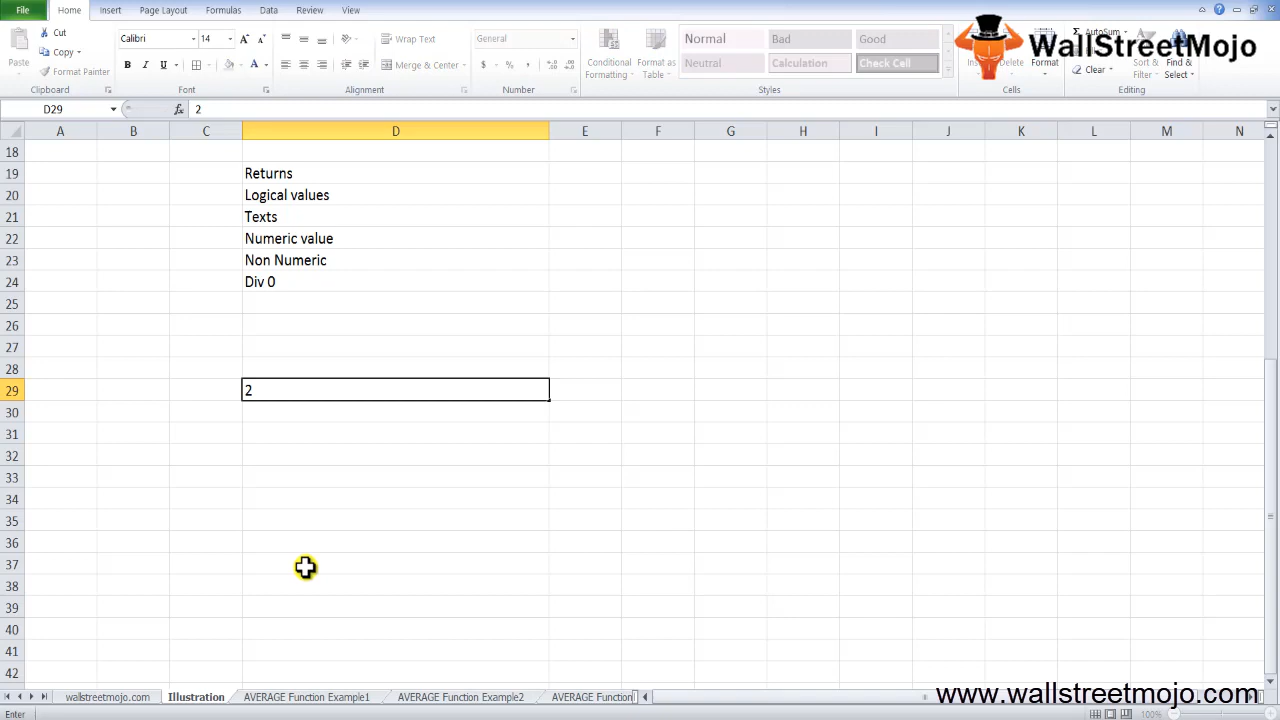 File Home Insert Page Layout Formulas Data Review View
Cut
Copy
Format Painter
Paste
Clipboard
Calibri 14
B I U A
Font
Wrap Text
Merge & Center
Alignment
General
$ % ,
Number
Conditional Formatting
Format as Table
Normal Bad Good
Neutral Calculation Check Cell
Styles
Delete Format
Cells
AutoSum
Clear
Sort & Filter
Find & Select
Editing
WallStreetMojo
D29 fx 2
A B C D E F G H I J K L M N
18
19 Returns
20 Logical values
21 Texts
22 Numeric value
23 Non Numeric
24 Div 0
25
26
27
28
29 2
30
31
32
33
34
35
36
37
38
39
40
41
42
wallstreetmojo.com Illustration AVERAGE Function Example1 AVERAGE Function Example2 AVERAGE Function
www.wallstreetmojo.com
Enter 100%